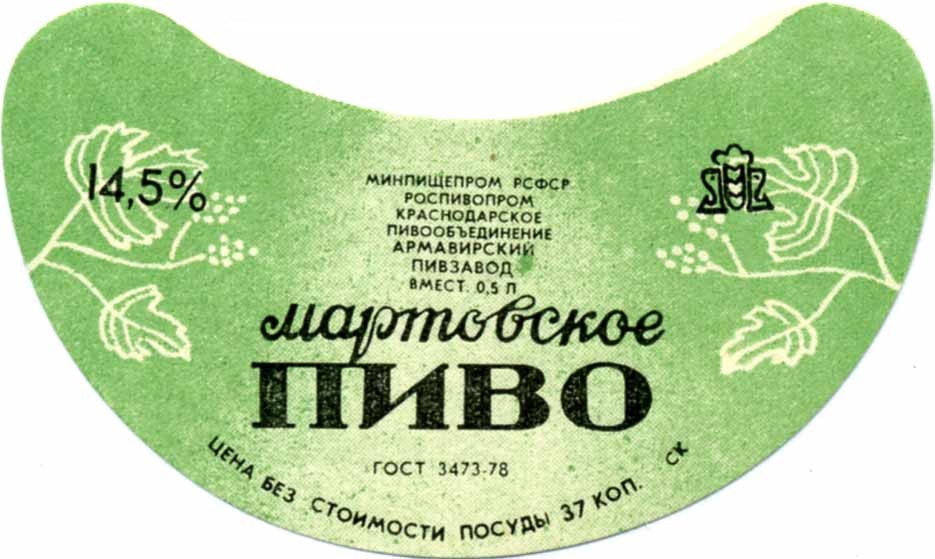 14,5%
МИНПИЩЕПРОМ РСФСР
РОСПИВОПРОМ
КРАСНОДАРСКОЕ
ПИВООБЪЕДИНЕНИЕ
АРМАВИРСКИЙ
ПИВЗАВОД
ВМЕСТ. 0,5 Л
мартовское
ПИВО
ГОСТ 3473-78
ЦЕНА БЕЗ СТОИМОСТИ ПОСУДЫ 37 КОП. СК